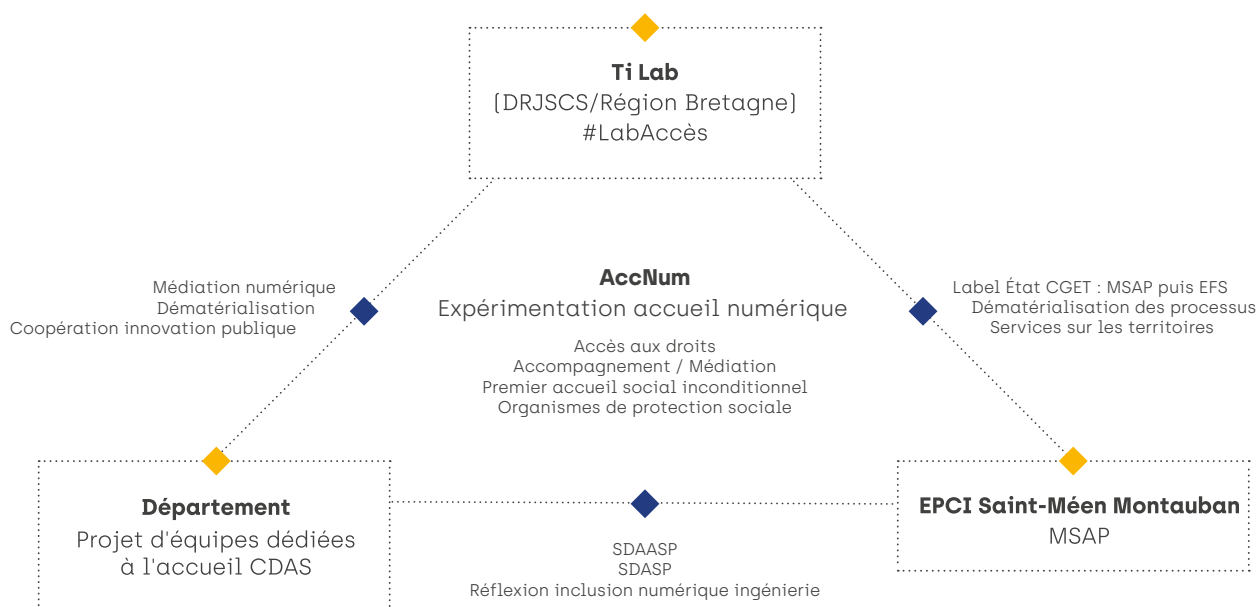 Ti Lab
(DRJSCS/Région Bretagne)
#LabAccès
Médiation numérique
Dématérialisation
Coopération innovation publique
AccNum
Expérimentation accueil numérique
Accès aux droits
Accompagnement / Médiation
Premier accueil social inconditionnel
Organismes de protection sociale
Label État CGET : MSAP puis EFS
Dématérialisation des processus
Services sur les territoires
Département
Projet d'équipes dédiées
à l'accueil CDAS
SDAASP
SDASP
Réflexion inclusion numérique ingénierie
EPCI Saint-Méen Montauban
MSAP